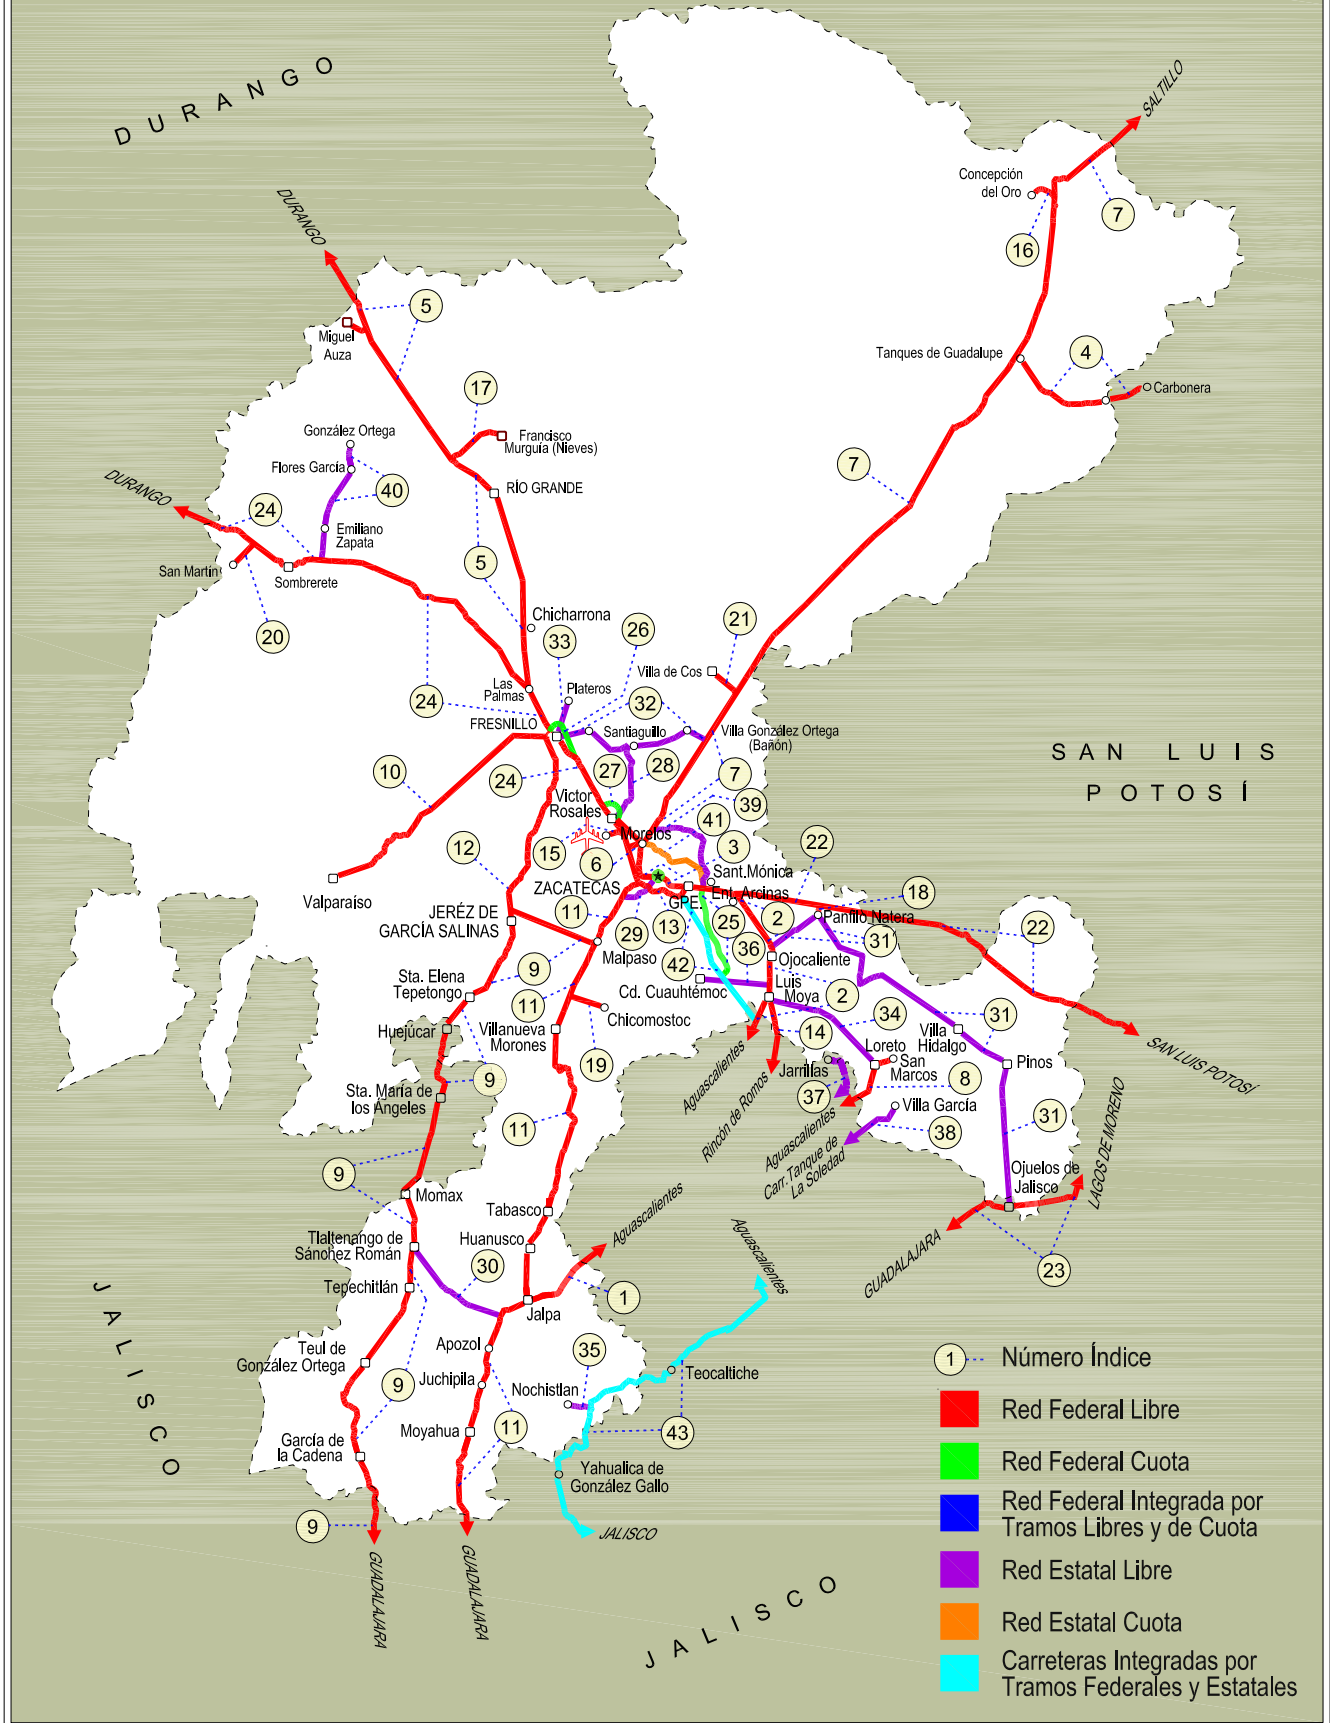 DURANGO
SALTILLO
Concepción
del Oro
7
16
DURANGO
5
Miguel
Auza
Tanques de Guadalupe
4
Carbonera
17
González Ortega
Francisco
Murguía (Nieves)
Flores García
7
DURANGO
40
RÍO GRANDE
24
Emiliano
Zapata
5
San Martín
Sombrerete
20
Chicharrona
33
26
21
Villa de Cos
Las
Palmas
Plateros
24
32
FRESNILLO
Santiaguillo
Villa González Ortega
(Bañón)
SAN LUIS
POTOSÍ
10
24
27
28
7
39
Victor
Rosales
41
Morelos
15
6
3
22
12
Sant.Mónica
ZACATECAS
Valparaíso
GPE.
Ent. Arcinas
18
JERÉZ DE
GARCÍA SALINAS
11
29
13
25
2
Panfilo Natera
22
31
Malpaso
36
Ojocaliente
9
42
Sta. Elena
Tepetongo
Cd. Cuauhtémoc
Luis
Moya
2
11
Chicomostoc
34
31
Huejúcar
Villanueva
Morones
14
Villa
Hidalgo
SAN LUIS POTOSÍ
Loreto
San
Marcos
Pinos
19
Jarrillas
9
8
Sta. María de
los Angeles
37
Villa García
Aguascalientes
Rincón de Romos
11
38
31
Aguascalientes
Carr.Tanque de
La Soledad
LAGOS DE MORENO
9
Ojuelos de
Jalisco
Momax
Tabasco
Aguascalientes
Tlaltenango de
Sánohez Román
Huanusco
Aguascalientes
GUADALAJARA
30
23
Tepechitlán
1
Jalpa
JALISCO
Apozol
35
Teul de
González Ortega
1
Número Índice
Juchipila
Teocaltiche
9
Nochistlan
Red Federal Libre
11
Moyahua
43
García de
la Cadena
Red Federal Cuota
Yahualica de
González Gallo
Red Federal Integrada por
Tramos Libres y de Cuota
9
JALISCO
Red Estatal Libre
GUADALAJARA
GUADALAJARA
JALISCO
Red Estatal Cuota
Carreteras Integradas por
Tramos Federales y Estatales